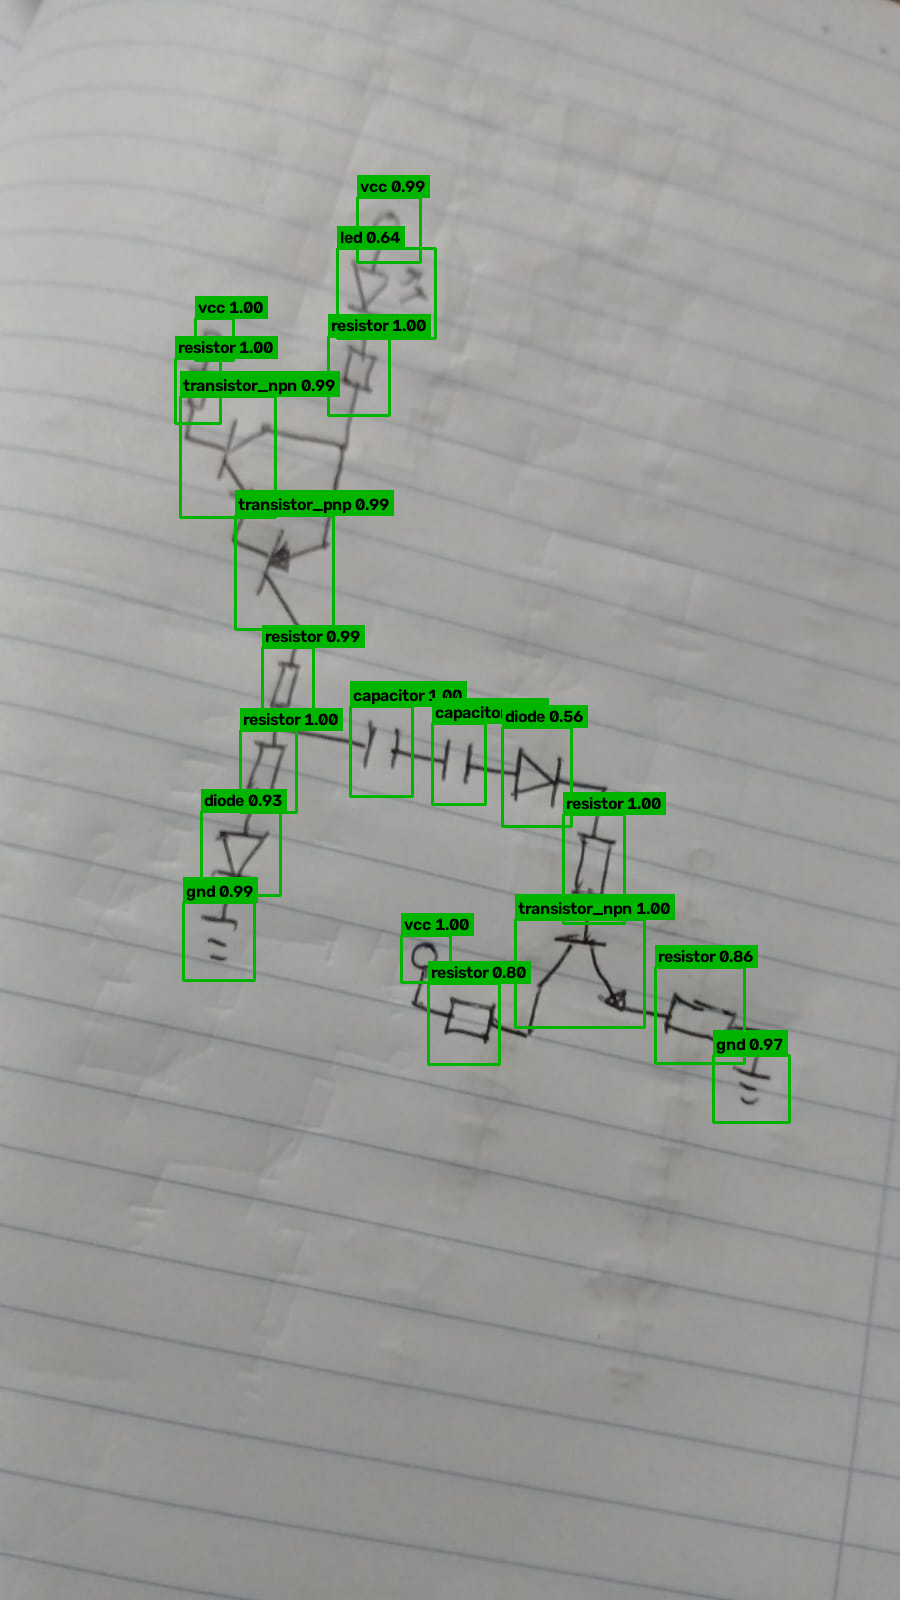 vcc 0.99
led 0.64
vcc 1.00
resistor 1.00
resistor 1.00
transistor_npn 0.99
transistor_pnp 0.99
resistor 0.99
capacitor 1.00
capacito
diode 0.56
resistor 1.00
diode 0.93
resistor 1.00
gnd 0.99
transistor_npn 1.00
vcc 1.00
resistor 0.86
resistor 0.80
gnd 0.97